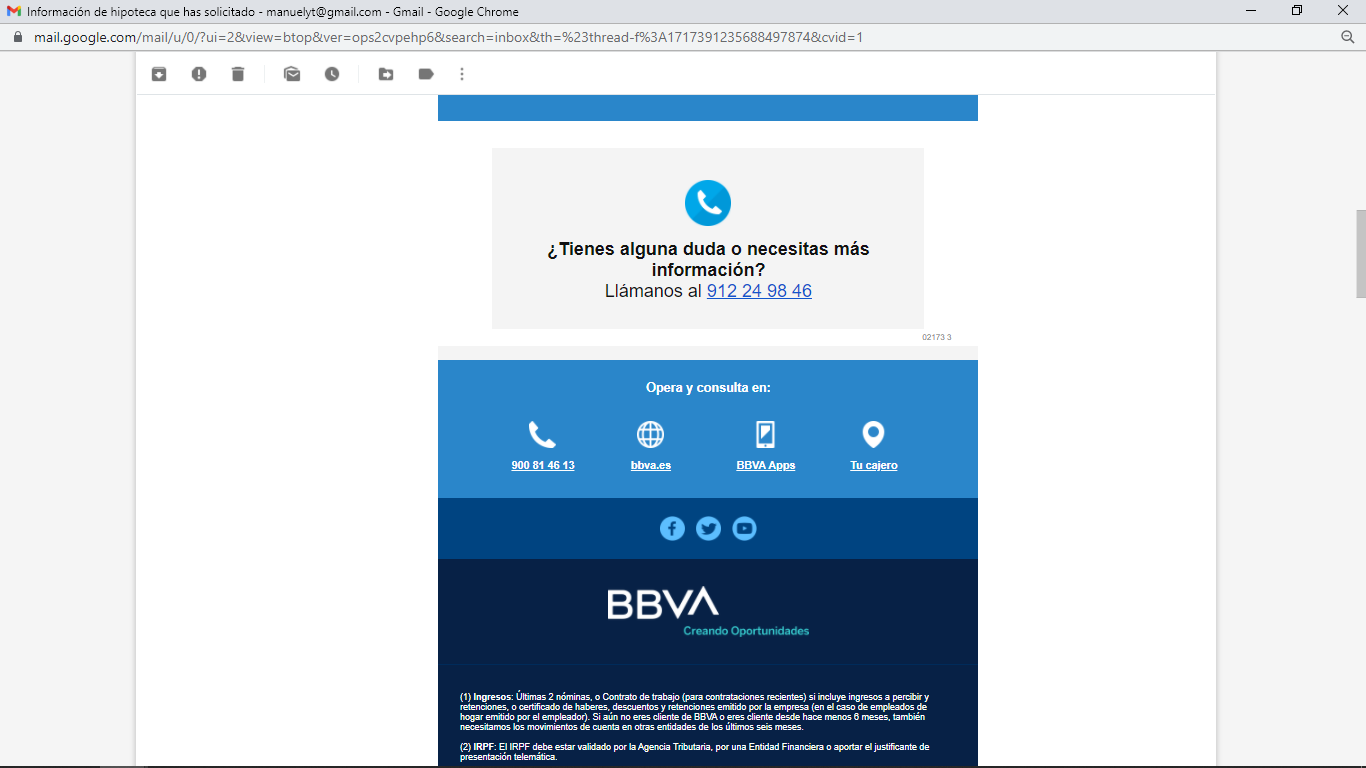 Información de hipoteca que has solicitado - manuelyt@gmail.com - Gmail - Google Chrome
mail.google.com/mail/u/0/?ui=2&view=btop&ver=ops2cvpehp6&search=inbox&th=%23thread-f%3A1717391235688497874&cvid=1
¿Tienes alguna duda o necesitas más
información?
Llámanos al 912 24 98 46
02173 3
Opera y consulta en:
900 81 46 13
bbva.es
BBVA Apps
Tu cajero
BBVA
Creando Oportunidades
(1) Ingresos: Últimas 2 nóminas, o Contrato de trabajo (para contrataciones recientes) si incluye ingresos a percibir y
retenciones, o certificado de haberes, descuentos y retenciones emitido por la empresa (en el caso de empleados de
hogar emitido por el empleador). Si aún no eres cliente de BBVA o eres cliente desde hace menos 6 meses, también
necesitamos los movimientos de cuenta en otras entidades de los últimos seis meses.
(2) IRPF: El IRPF debe estar validado por la Agencia Tributaria, por una Entidad Financiera o aportar el justificante de
presentación telemática.